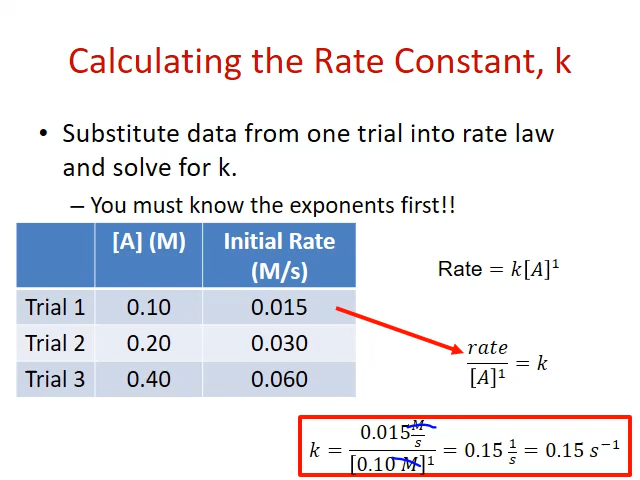 Calculating the Rate Constant, k
• Substitute data from one trial into rate law
and solve for k.
– You must know the exponents first!!
[A] (M) Initial Rate
(M/s)
Trial 1 0.10 0.015
Trial 2 0.20 0.030
Trial 3 0.40 0.060
Rate = k[A]¹
rate/[A]¹ = k
k = 0.015 M/s / [0.10 M]¹ = 0.15 1/s = 0.15 s⁻¹